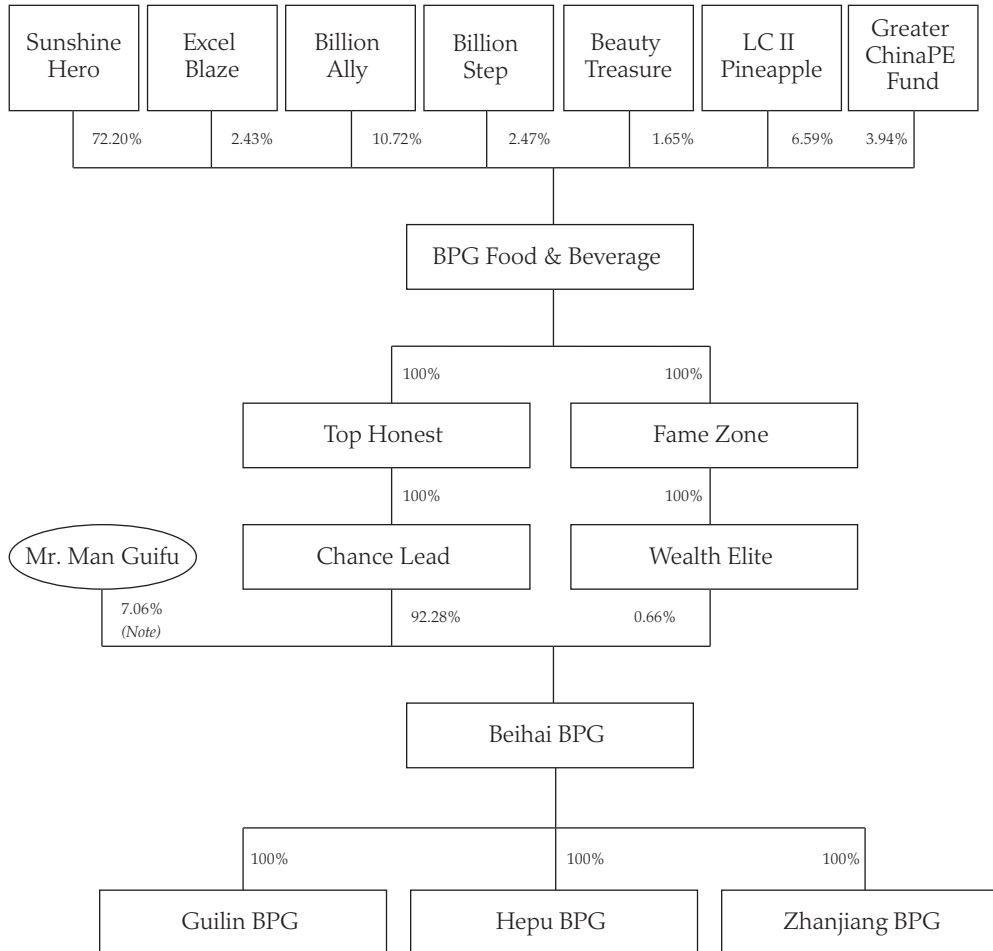 Sunshine
Hero
Excel
Blaze
Billion
Ally
Billion
Step
Beauty
Treasure
LC II
Pineapple
Greater
ChinaPE
Fund
72.20%
2.43%
10.72%
2.47%
1.65%
6.59%
3.94%
BPG Food & Beverage
100%
100%
Top Honest
Fame Zone
100%
100%
Mr. Man Guifu
Chance Lead
Wealth Elite
7.06%
(Note)
92.28%
0.66%
Beihai BPG
100%
100%
100%
Guilin BPG
Hepu BPG
Zhanjiang BPG